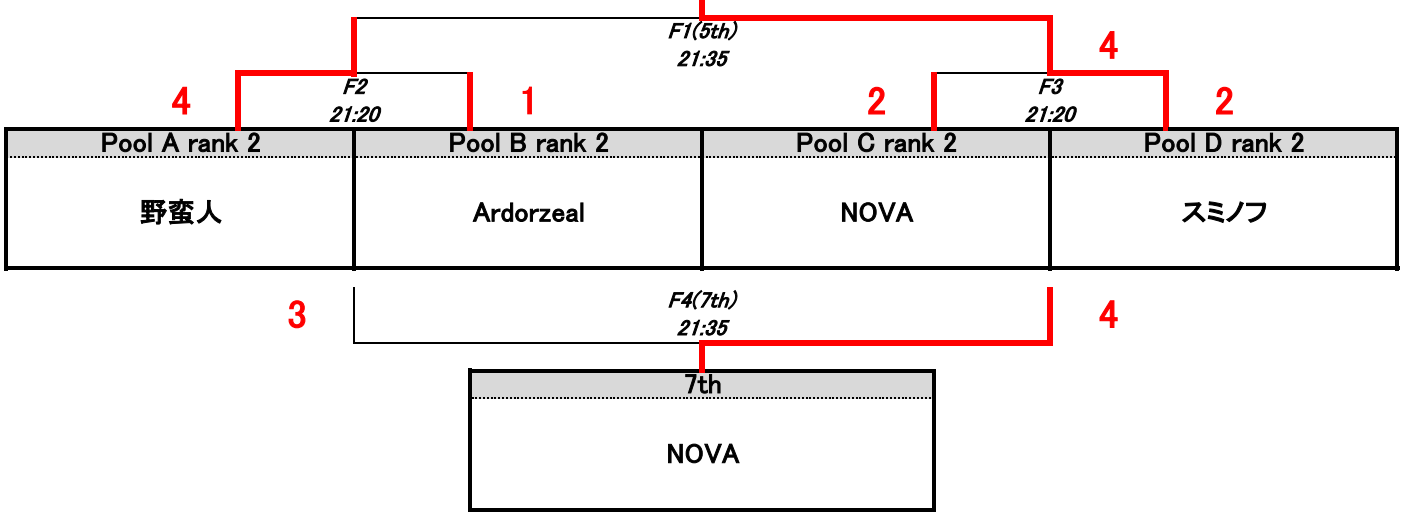 F1(5th)
21:35
4
4
F2
21:20
1
2
F3
21:20
2
Pool A rank 2
Pool B rank 2
Pool C rank 2
Pool D rank 2
野蛮人
Ardorzeal
NOVA
スミノフ
3
F4(7th)
21:35
4
7th
NOVA